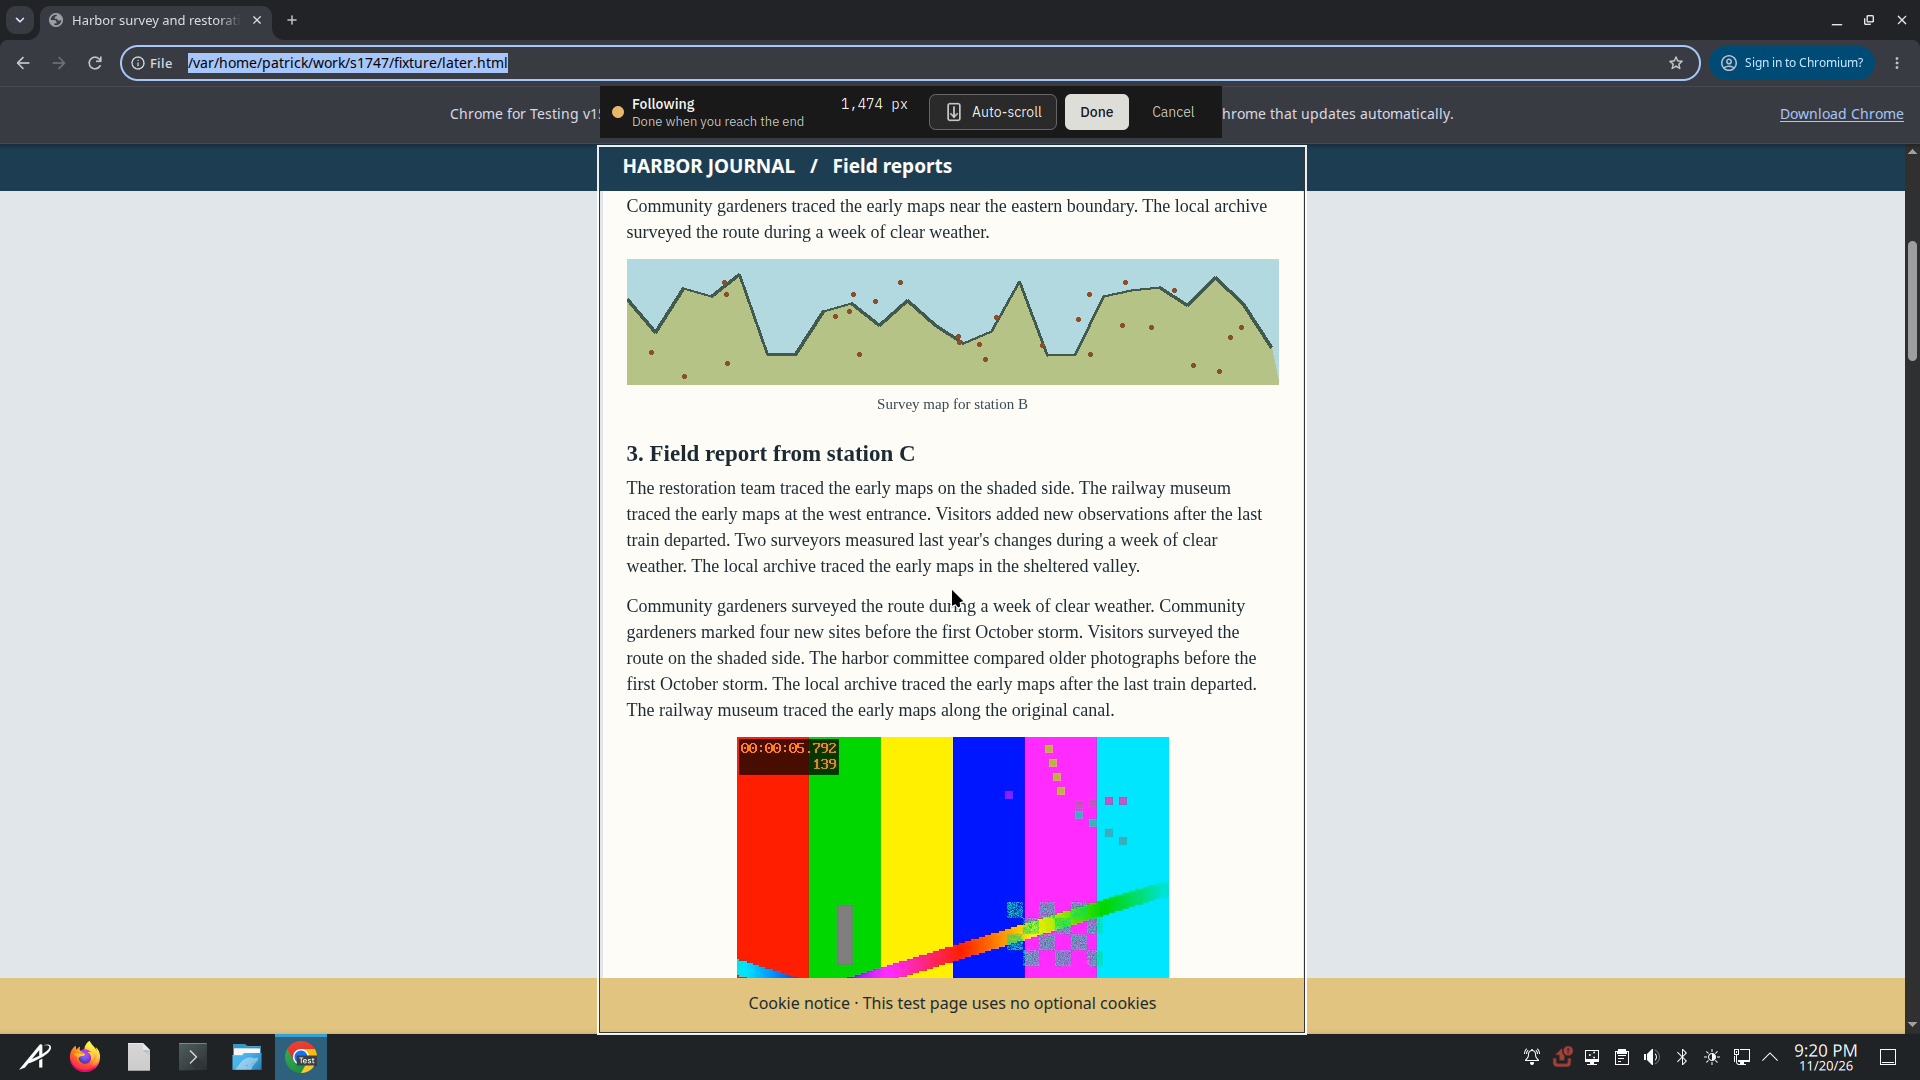 Harbor survey and restorat
File
/var/home/patrick/work/s1747/fixture/later.html
Sign in to Chromium?
Chrome for Testing v1
Following
Done when you reach the end
1,474 px
Auto-scroll
Done
Cancel
hrome that updates automatically.
Download Chrome
HARBOR JOURNAL / Field reports
Community gardeners traced the early maps near the eastern boundary. The local archive
surveyed the route during a week of clear weather.
Survey map for station B
3. Field report from station C
The restoration team traced the early maps on the shaded side. The railway museum
traced the early maps at the west entrance. Visitors added new observations after the last
train departed. Two surveyors measured last year's changes during a week of clear
weather. The local archive traced the early maps in the sheltered valley.
Community gardeners surveyed the route during a week of clear weather. Community
gardeners marked four new sites before the first October storm. Visitors surveyed the
route on the shaded side. The harbor committee compared older photographs before the
first October storm. The local archive traced the early maps after the last train departed.
The railway museum traced the early maps along the original canal.
00:00:05.792
139
Cookie notice · This test page uses no optional cookies
Test
9:20 PM
11/20/26